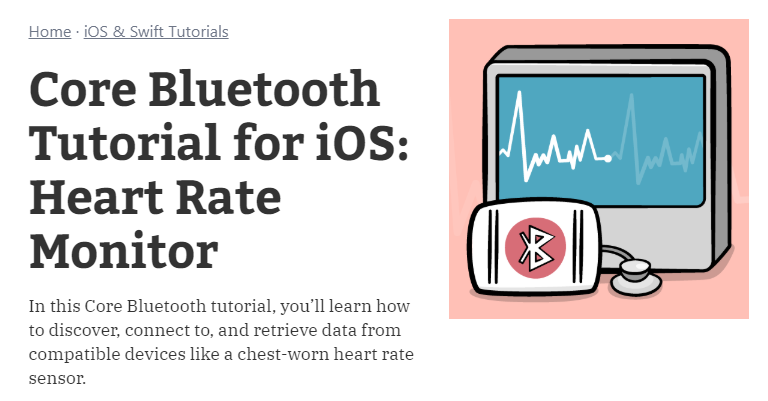 Home · iOS & Swift Tutorials
Core Bluetooth
Tutorial for iOS:
Heart Rate
Monitor
In this Core Bluetooth tutorial, you’ll learn how
to discover, connect to, and retrieve data from
compatible devices like a chest-worn heart rate
sensor.